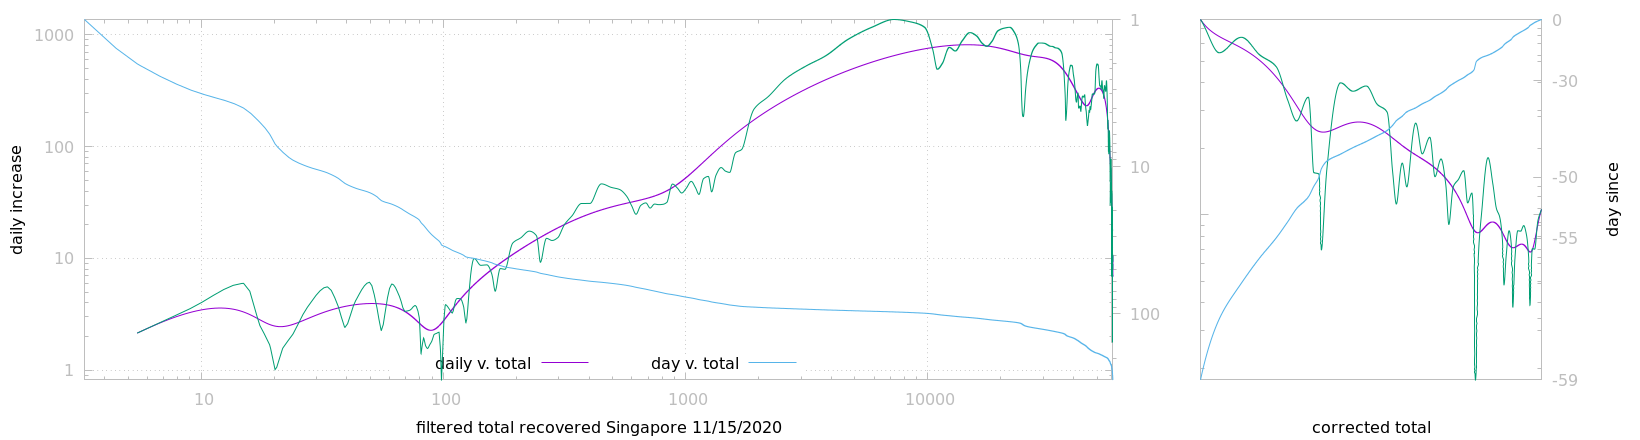 daily increase
1000
100
10
1
10
100
1000
10000
filtered total recovered Singapore 11/15/2020
daily v. total
day v. total
1
10
100
0
-30
-50
-55
-59
day since
corrected total